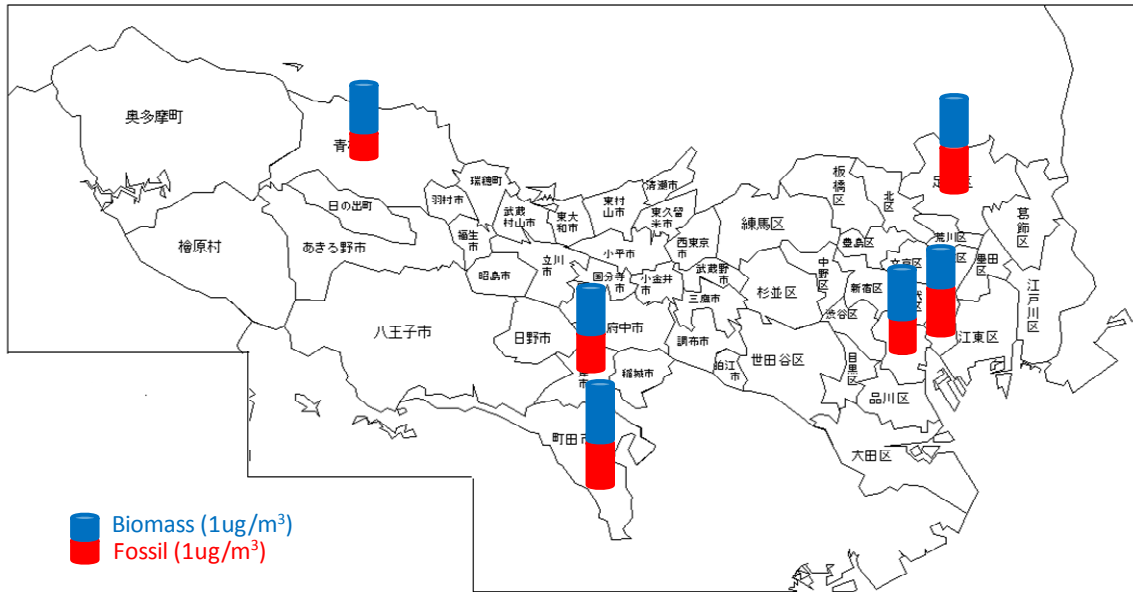 奥多摩町
青
瑞穂町
清瀬市
板
橋
区
北
区
羽村市
日の出町
武蔵
村山市
東大
和市
東村
山市
東久留
米市
練馬区
葛
飾
区
檜原村
あきる野市
福生
市
西東京
市
豊島区
荒川区
文京区
区
墨田
区
小平市
立川
市
昭島市
国分寺
小金井
市
武蔵野
市
中
野
区
杉並区
新宿区
区
江
戸
川
区
三鷹市
渋谷区
八王子市
日野市
府中市
調布市
世田谷区
目
黒
区
江東区
稲城市
狛江
市
市
品川区
町田市
大田区
Biomass (1ug/m³)
Fossil (1ug/m³)